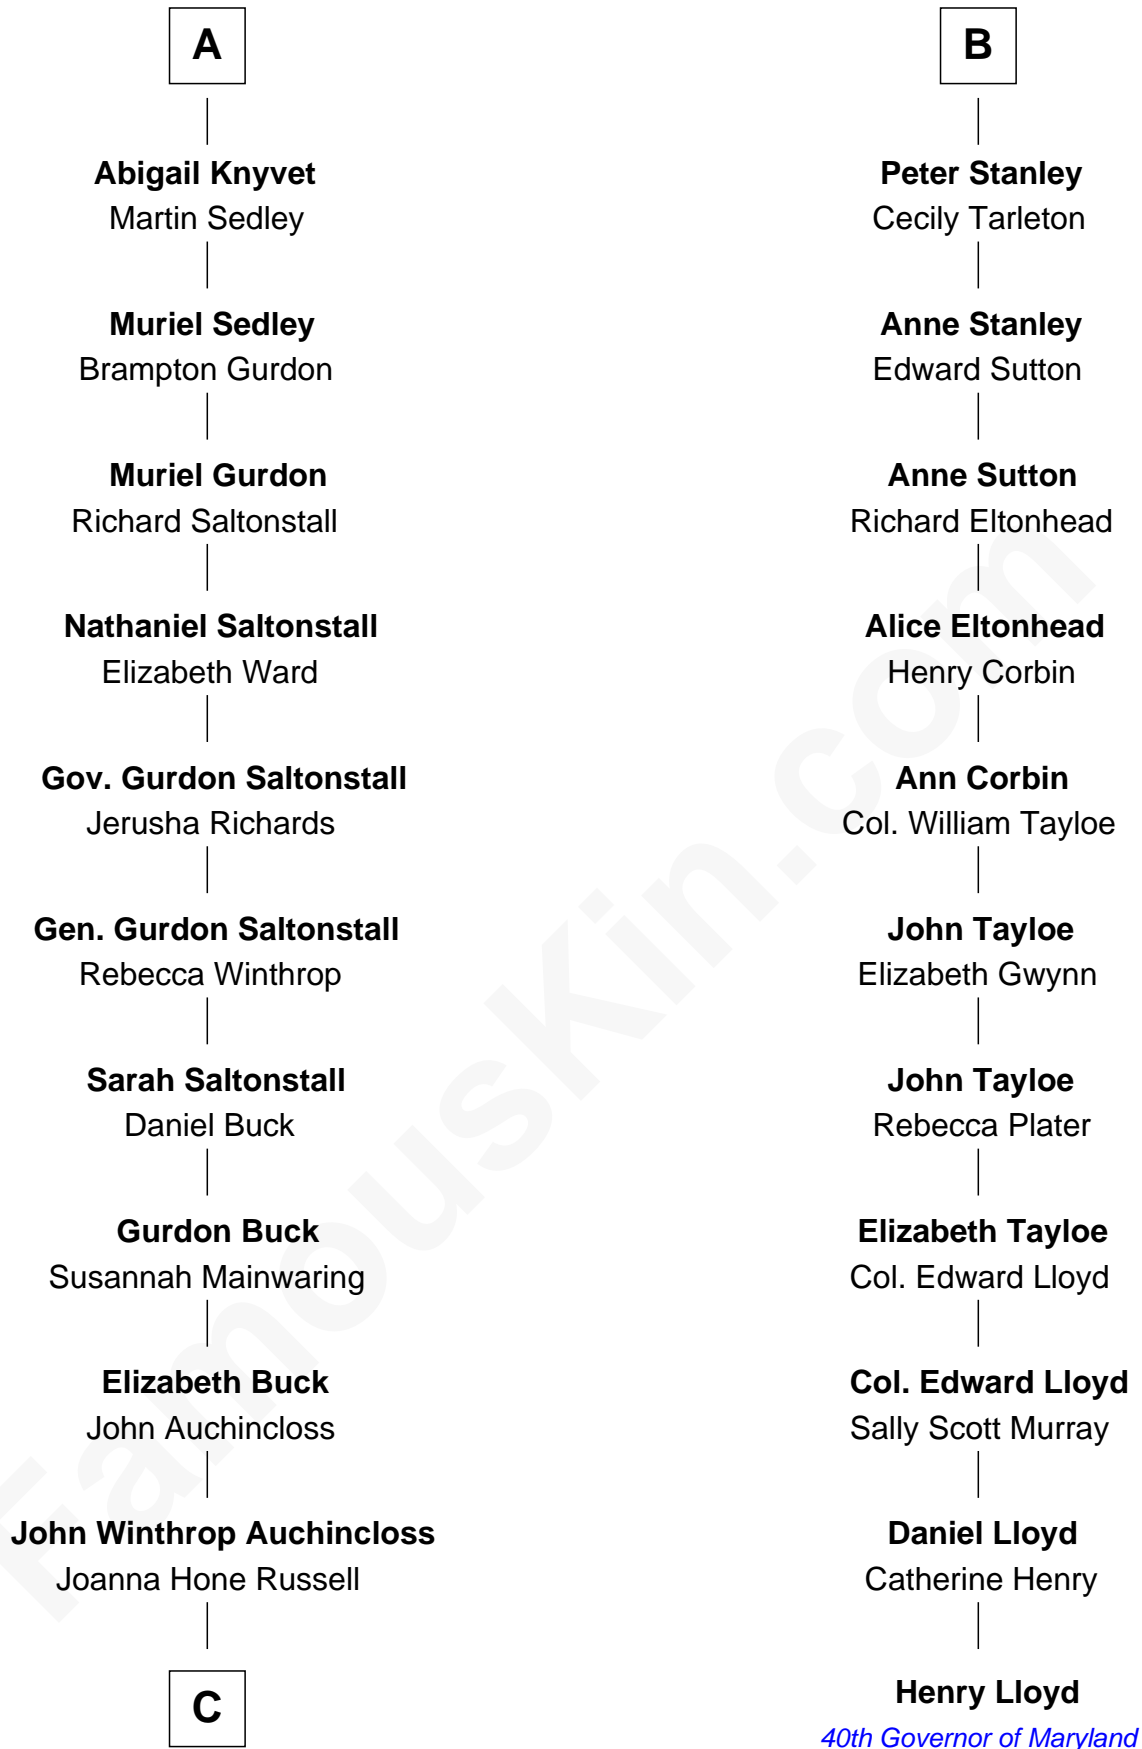 A
Abigail Knyvet
Martin Sedley
Muriel Sedley
Brampton Gurdon
Muriel Gurdon
Richard Saltonstall
Nathaniel Saltonstall
Elizabeth Ward
Gov. Gurdon Saltonstall
Jerusha Richards
Gen. Gurdon Saltonstall
Rebecca Winthrop
Sarah Saltonstall
Daniel Buck
Gurdon Buck
Susannah Mainwaring
Elizabeth Buck
John Auchincloss
John Winthrop Auchincloss
Joanna Hone Russell
C
B
Peter Stanley
Cecily Tarleton
Anne Stanley
Edward Sutton
Anne Sutton
Richard Eltonhead
Alice Eltonhead
Henry Corbin
Ann Corbin
Col. William Tayloe
John Tayloe
Elizabeth Gwynn
John Tayloe
Rebecca Plater
Elizabeth Tayloe
Col. Edward Lloyd
Col. Edward Lloyd
Sally Scott Murray
Daniel Lloyd
Catherine Henry
Henry Lloyd
40th Governor of Maryland
FamousKin.com